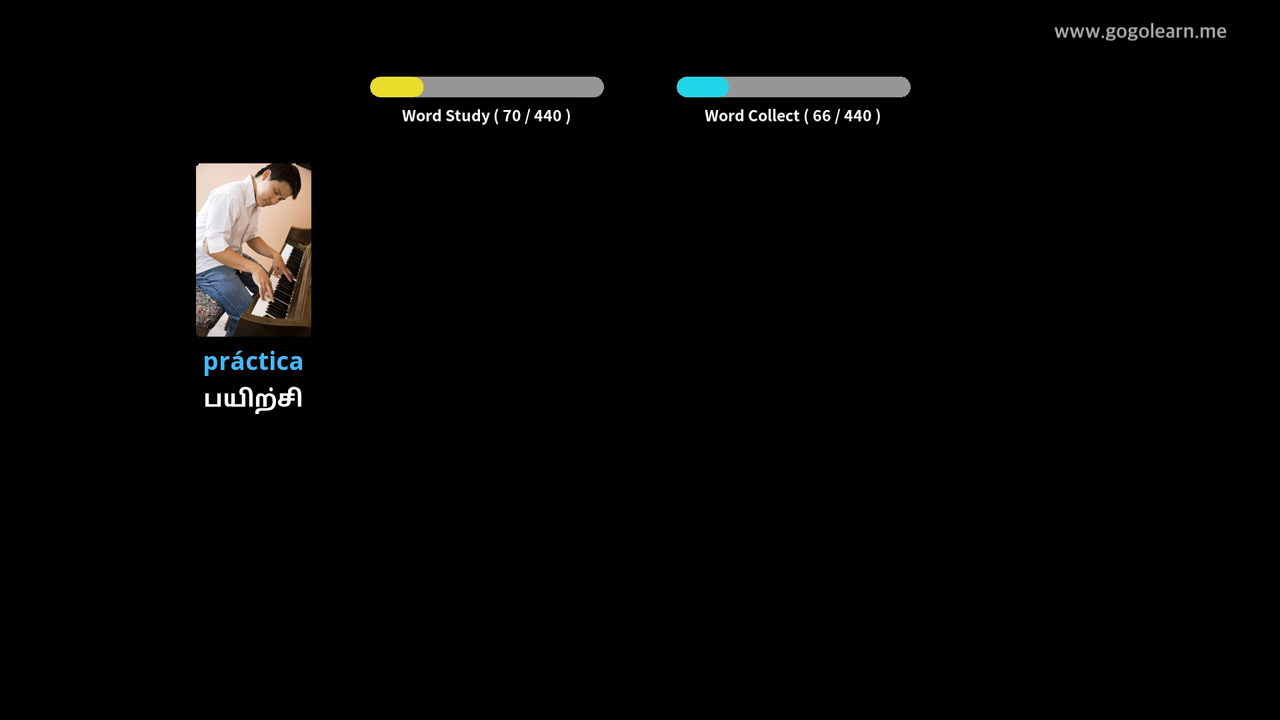 www.gogolearn.me
Word Study ( 70 / 440 )
Word Collect ( 66 / 440 )
práctica
பயிற்சி